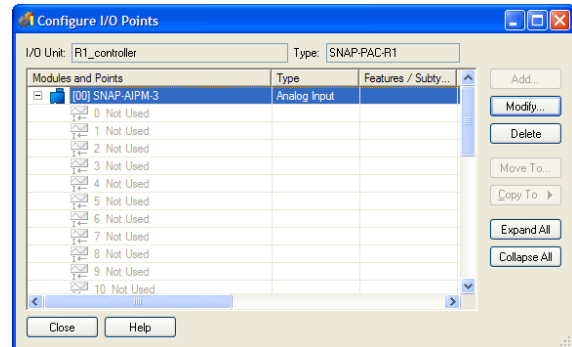 Configure I/O Points
I/O Unit: R1_controller Type: SNAP-PAC-R1
Modules and Points Type Features / Subty...
[00] SNAP-AIPM-3 Analog Input
0 Not Used
1 Not Used
2 Not Used
3 Not Used
4 Not Used
5 Not Used
6 Not Used
7 Not Used
8 Not Used
9 Not Used
10 Not Used
Add...
Modify...
Delete
Move To...
Copy To
Expand All
Collapse All
Close Help